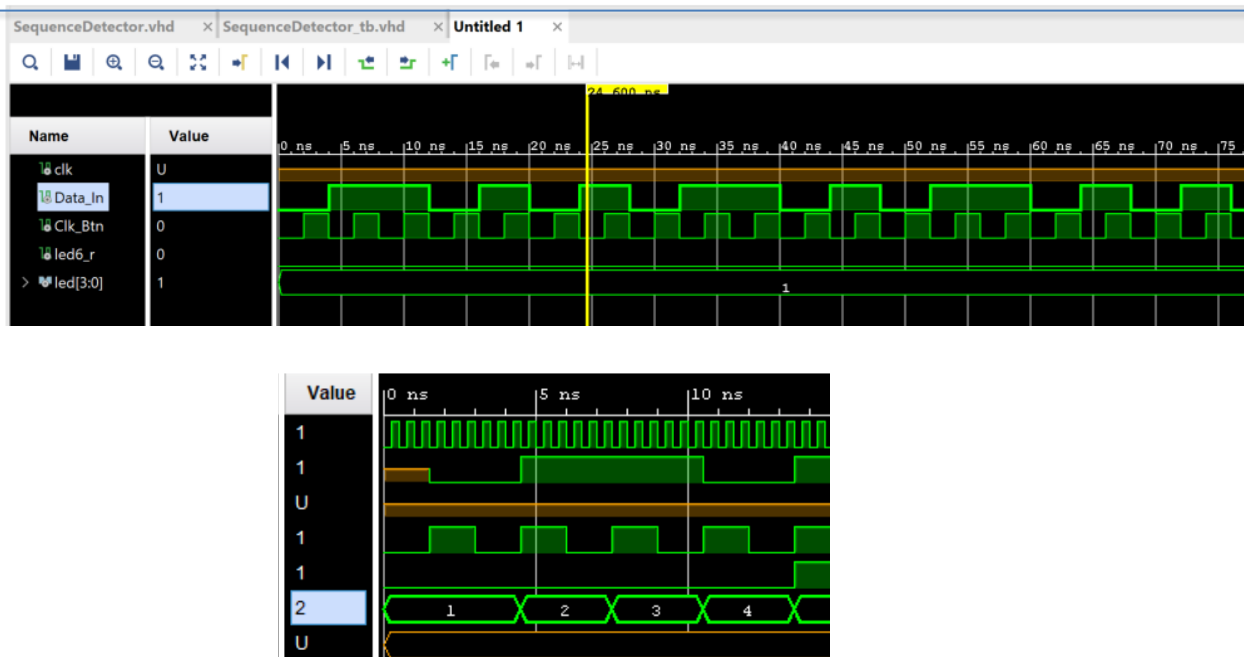 SequenceDetector.vhd × SequenceDetector_tb.vhd × Untitled 1 ×
24.600 ns
Name Value
0 ns 5 ns 10 ns 15 ns 20 ns 25 ns 30 ns 35 ns 40 ns 45 ns 50 ns 55 ns 60 ns 65 ns 70 ns 75
clk U
Data_In 1
Clk_Btn 0
led6_r 0
> led[3:0] 1 1
Value 0 ns 5 ns 10 ns
1
1
U
1
1
2 1 2 3 4
U